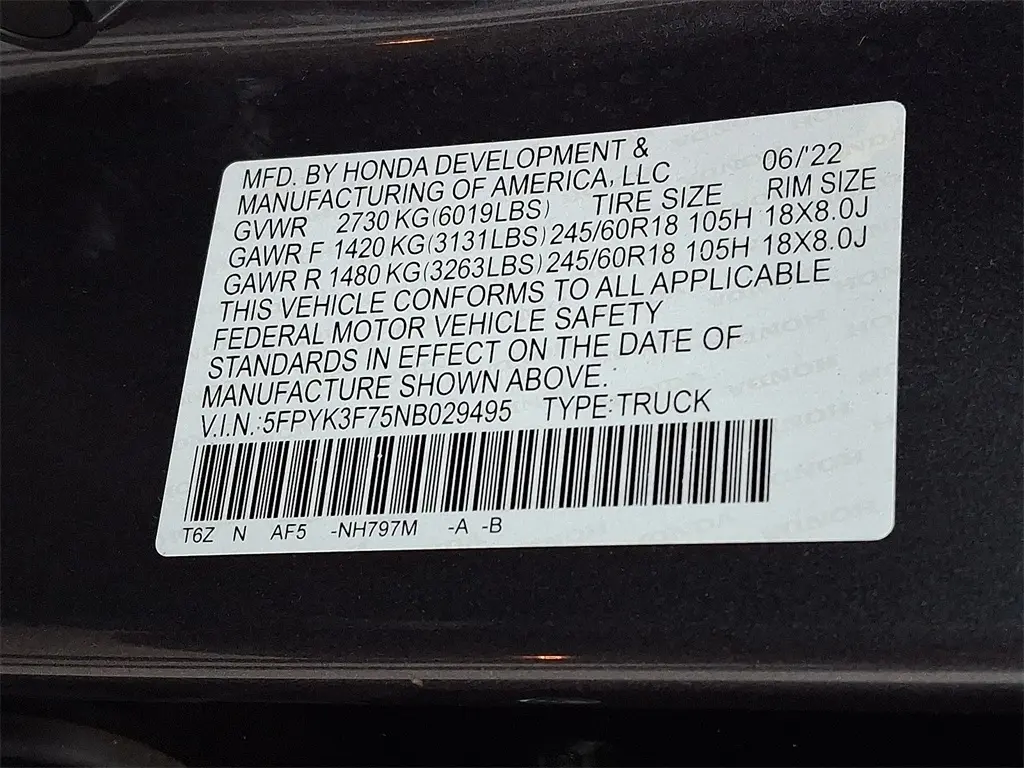 MFD. BY HONDA DEVELOPMENT &
MANUFACTURING OF AMERICA, LLC 06/'22
GVWR 2730 KG(6019LBS) TIRE SIZE RIM SIZE
GAWR F 1420 KG(3131LBS) 245/60R18 105H 18X8.0J
GAWR R 1480 KG(3263LBS) 245/60R18 105H 18X8.0J
THIS VEHICLE CONFORMS TO ALL APPLICABLE
FEDERAL MOTOR VEHICLE SAFETY
STANDARDS IN EFFECT ON THE DATE OF
MANUFACTURE SHOWN ABOVE.
V.I.N.:5FPYK3F75NB029495 TYPE:TRUCK
T6Z N AF5 -NH797M -A -B